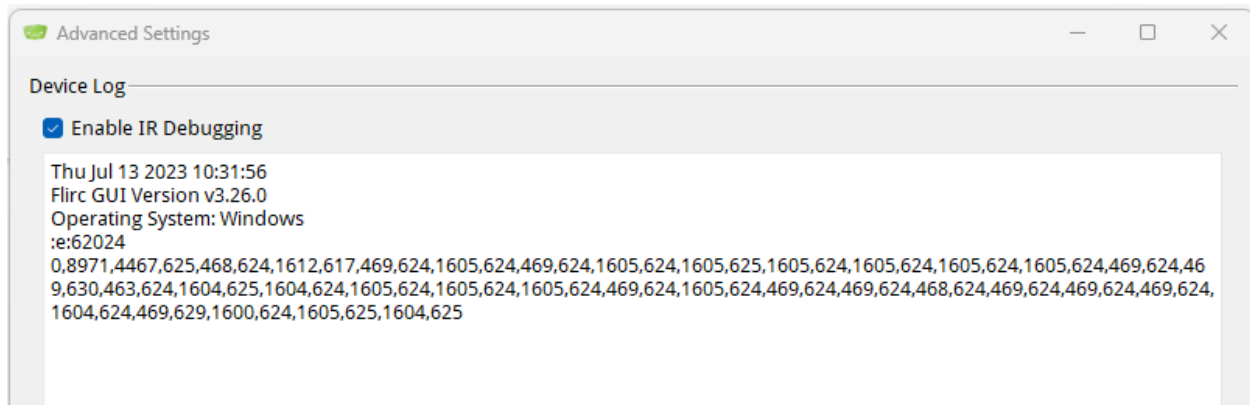 Advanced Settings
Device Log
Enable IR Debugging
Thu Jul 13 2023 10:31:56
Flirc GUI Version v3.26.0
Operating System: Windows
:e:62024
0,8971,4467,625,468,624,1612,617,469,624,1605,624,469,624,1605,624,1605,625,1605,624,1605,624,1605,624,1605,624,469,624,46
9,630,463,624,1604,625,1604,624,1605,624,1605,624,1605,624,469,624,1605,624,469,624,469,624,468,624,469,624,469,624,469,624,
1604,624,469,629,1600,624,1605,625,1604,625